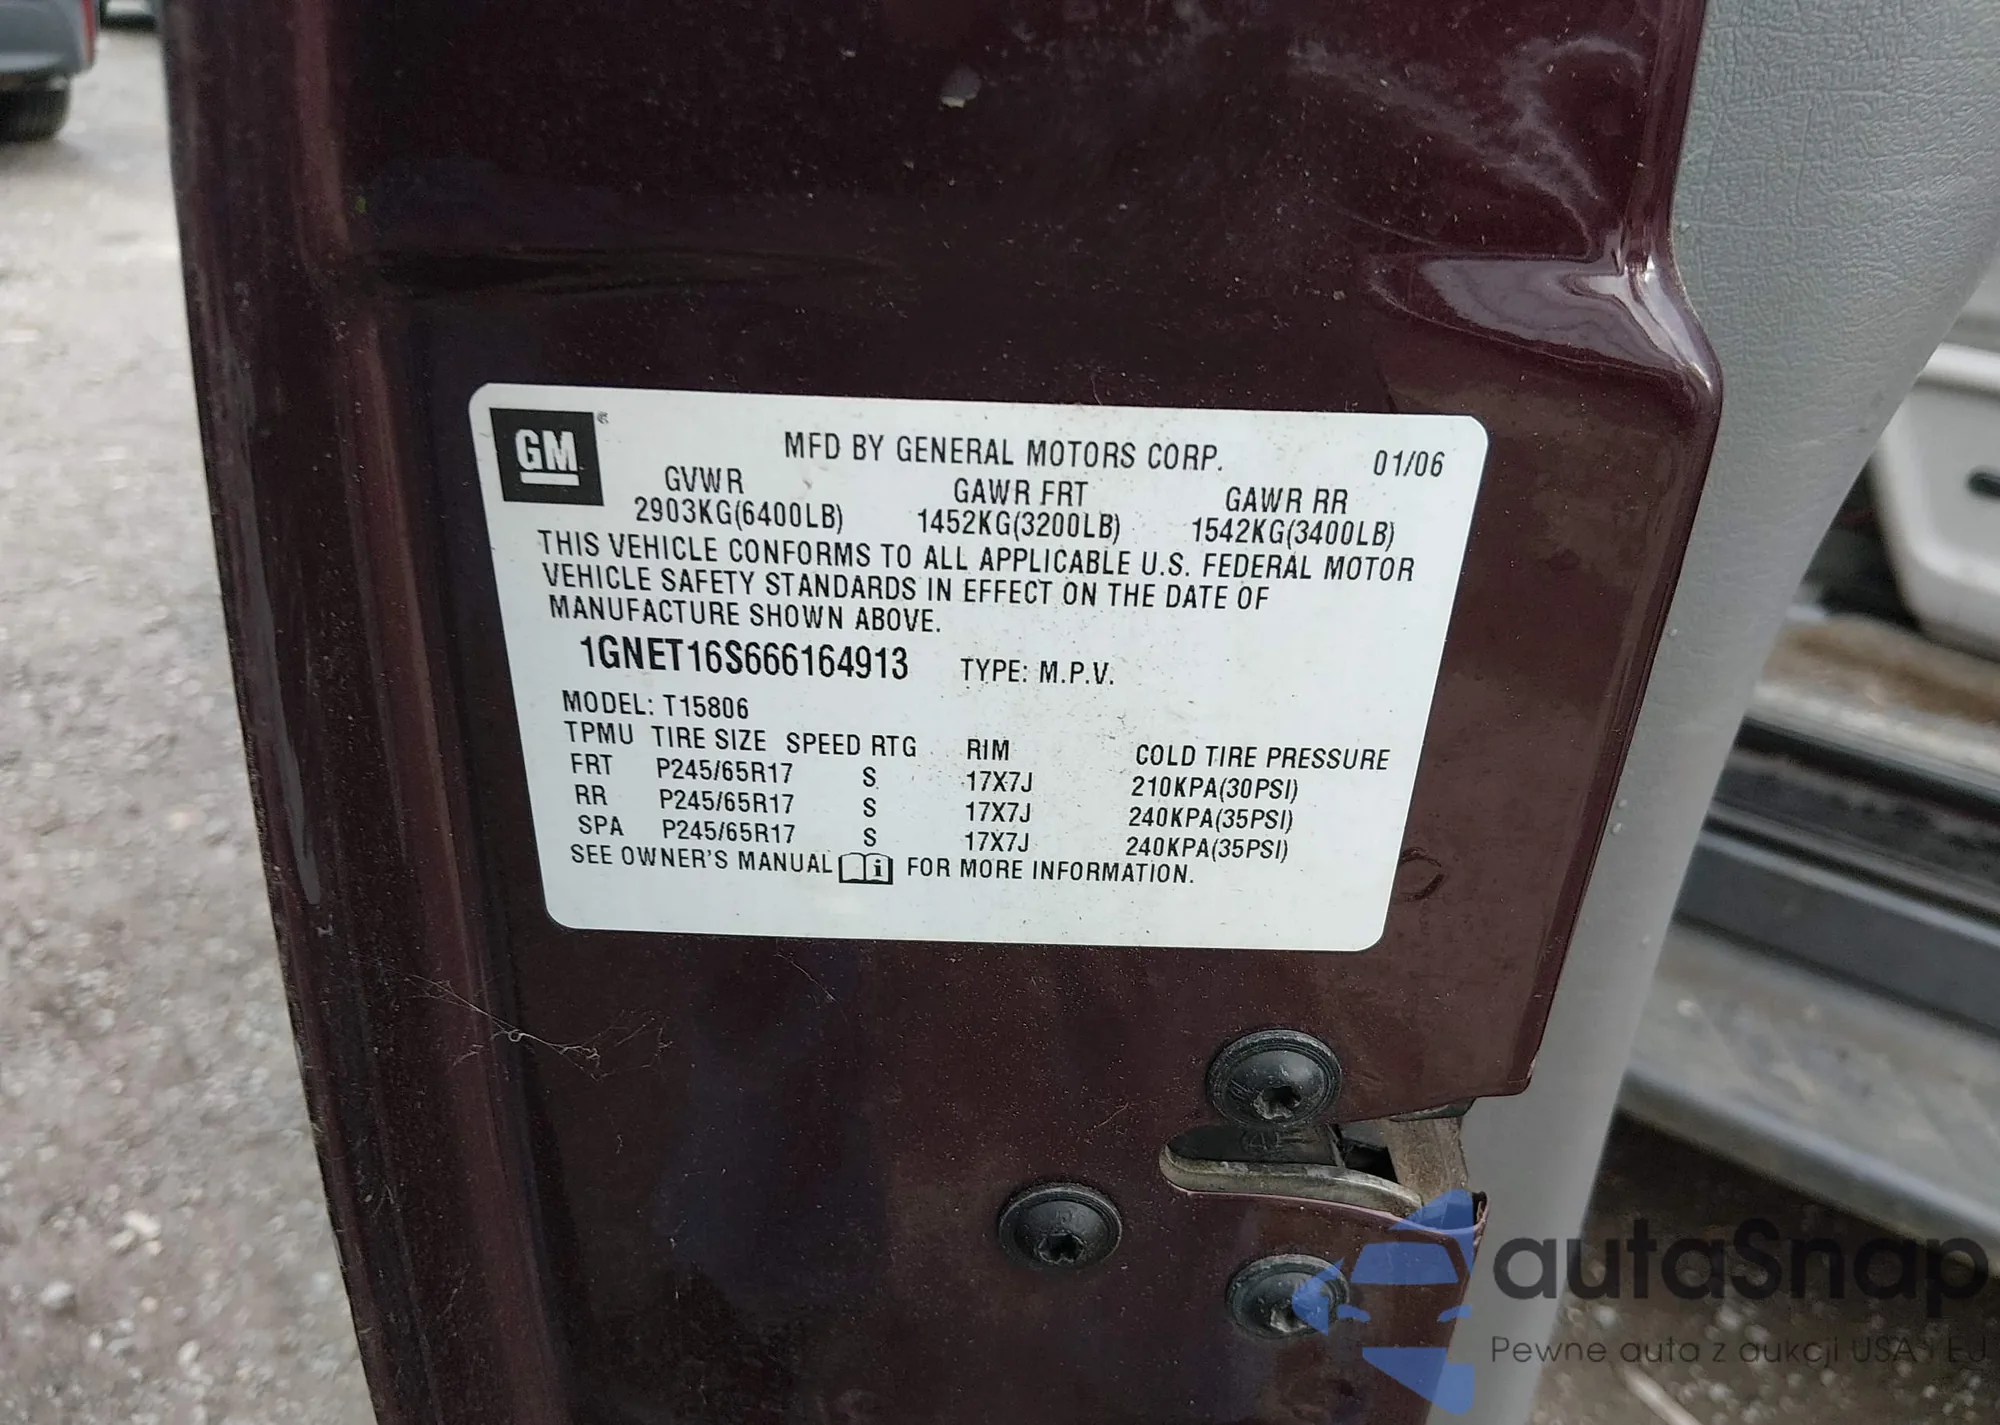 GM
MFD BY GENERAL MOTORS CORP. 01/06
GVWR GAWR FRT GAWR RR
2903KG(6400LB) 1452KG(3200LB) 1542KG(3400LB)
THIS VEHICLE CONFORMS TO ALL APPLICABLE U.S. FEDERAL MOTOR
VEHICLE SAFETY STANDARDS IN EFFECT ON THE DATE OF
MANUFACTURE SHOWN ABOVE.
1GNET16S666164913 TYPE: M.P.V.
MODEL: T15806
TPMU TIRE SIZE SPEED RTG RIM COLD TIRE PRESSURE
FRT P245/65R17 S 17X7J 210KPA(30PSI)
RR P245/65R17 S 17X7J 240KPA(35PSI)
SPA P245/65R17 S 17X7J 240KPA(35PSI)
SEE OWNER'S MANUAL FOR MORE INFORMATION.
autaSnap
Pewne auta z aukcji USA i EU